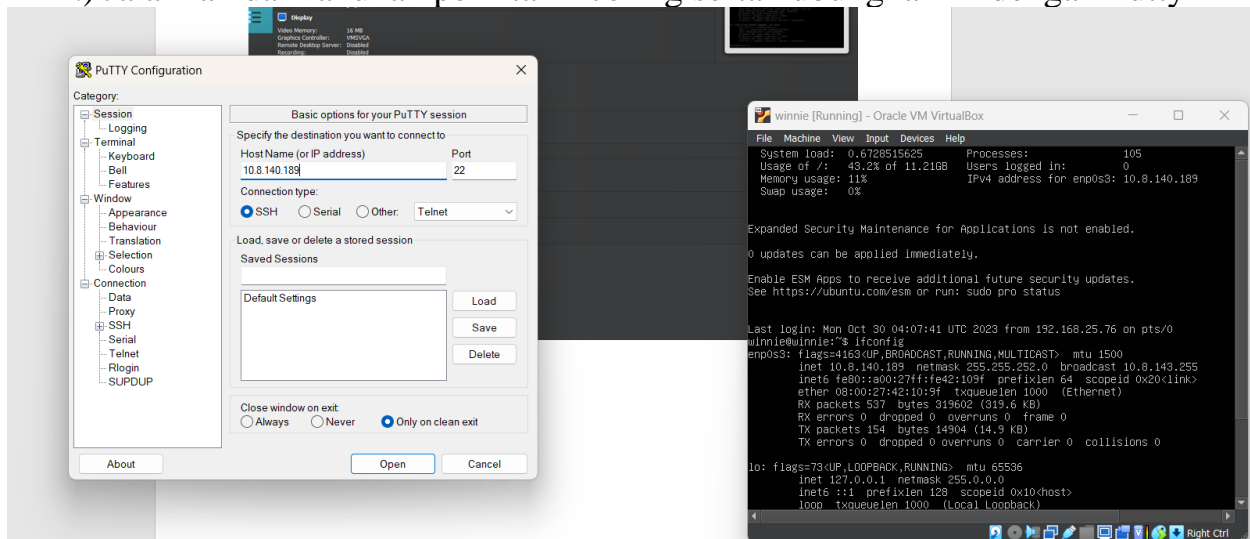 Display
Video Memory: 16 MB
Graphics Controller: VMSVGA
Remote Desktop Server: Disabled
Recording: Disabled
PuTTY Configuration
Category:
Session
Logging
Terminal
Keyboard
Bell
Features
Window
Appearance
Behaviour
Translation
Selection
Colours
Connection
Data
Proxy
SSH
Serial
Telnet
Rlogin
SUPDUP
Basic options for your PuTTY session
Specify the destination you want to connect to
Host Name (or IP address) Port
10.8.140.189 22
Connection type:
SSH Serial Other: Telnet
Load, save or delete a stored session
Saved Sessions
Default Settings
Load
Save
Delete
Close window on exit:
Always Never Only on clean exit
About Open Cancel
winnie [Running] - Oracle VM VirtualBox
File Machine View Input Devices Help
System load: 0.6728515625 Processes: 105
Usage of /: 43.2% of 11.21GB Users logged in: 0
Memory usage: 11% IPv4 address for enp0s3: 10.8.140.189
Swap usage: 0%
Expanded Security Maintenance for Applications is not enabled.
0 updates can be applied immediately.
Enable ESM Apps to receive additional future security updates.
See https://ubuntu.com/esm or run: sudo pro status
Last login: Mon Oct 30 04:07:41 UTC 2023 from 192.168.25.76 on pts/0
winnie@winnie:~$ ifconfig
enp0s3: flags=4163<UP,BROADCAST,RUNNING,MULTICAST> mtu 1500
inet 10.8.140.189 netmask 255.255.252.0 broadcast 10.8.143.255
inet6 fe80::a00:27ff:fe42:109f prefixlen 64 scopeid 0x20<link>
ether 08:00:27:42:10:9f txqueuelen 1000 (Ethernet)
RX packets 537 bytes 319602 (319.6 KB)
RX errors 0 dropped 0 overruns 0 frame 0
TX packets 154 bytes 14904 (14.9 KB)
TX errors 0 dropped 0 overruns 0 carrier 0 collisions 0
lo: flags=73<UP,LOOPBACK,RUNNING> mtu 65536
inet 127.0.0.1 netmask 255.0.0.0
inet6 ::1 prefixlen 128 scopeid 0x10<host>
loop txqueuelen 1000 (Local Loopback)
Right Ctrl